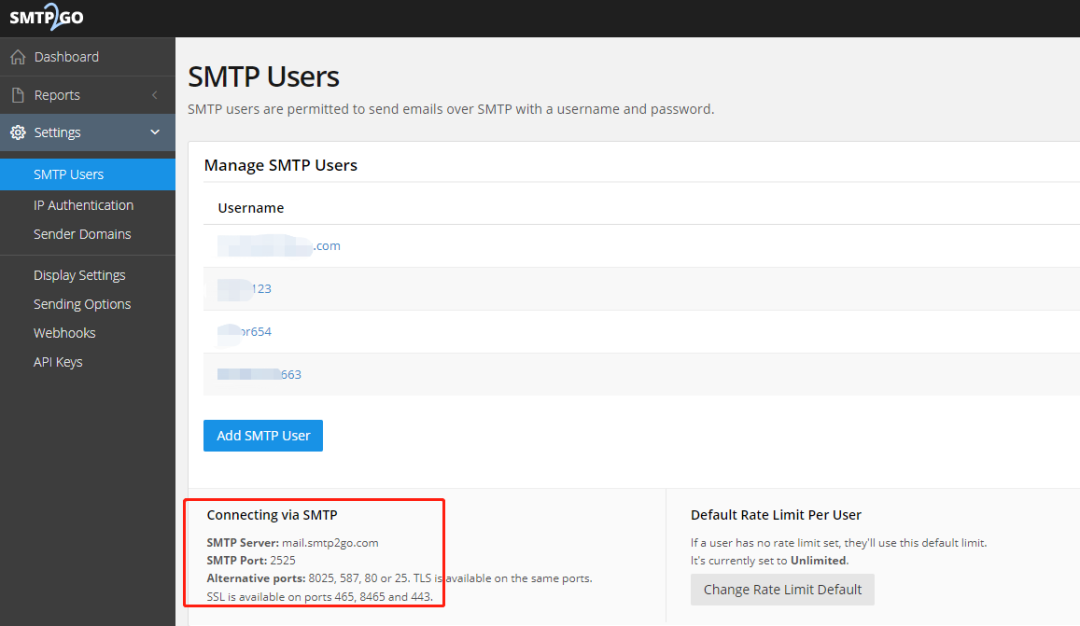 SMTP2GO
Dashboard
Reports
Settings
SMTP Users
IP Authentication
Sender Domains
Display Settings
Sending Options
Webhooks
API Keys
SMTP Users
SMTP users are permitted to send emails over SMTP with a username and password.
Manage SMTP Users
Username
.com
123
r654
663
Add SMTP User
Connecting via SMTP
SMTP Server: mail.smtp2go.com
SMTP Port: 2525
Alternative ports: 8025, 587, 80 or 25. TLS is available on the same ports.
SSL is available on ports 465, 8465 and 443.
Default Rate Limit Per User
If a user has no rate limit set, they'll use this default limit.
It's currently set to Unlimited.
Change Rate Limit Default